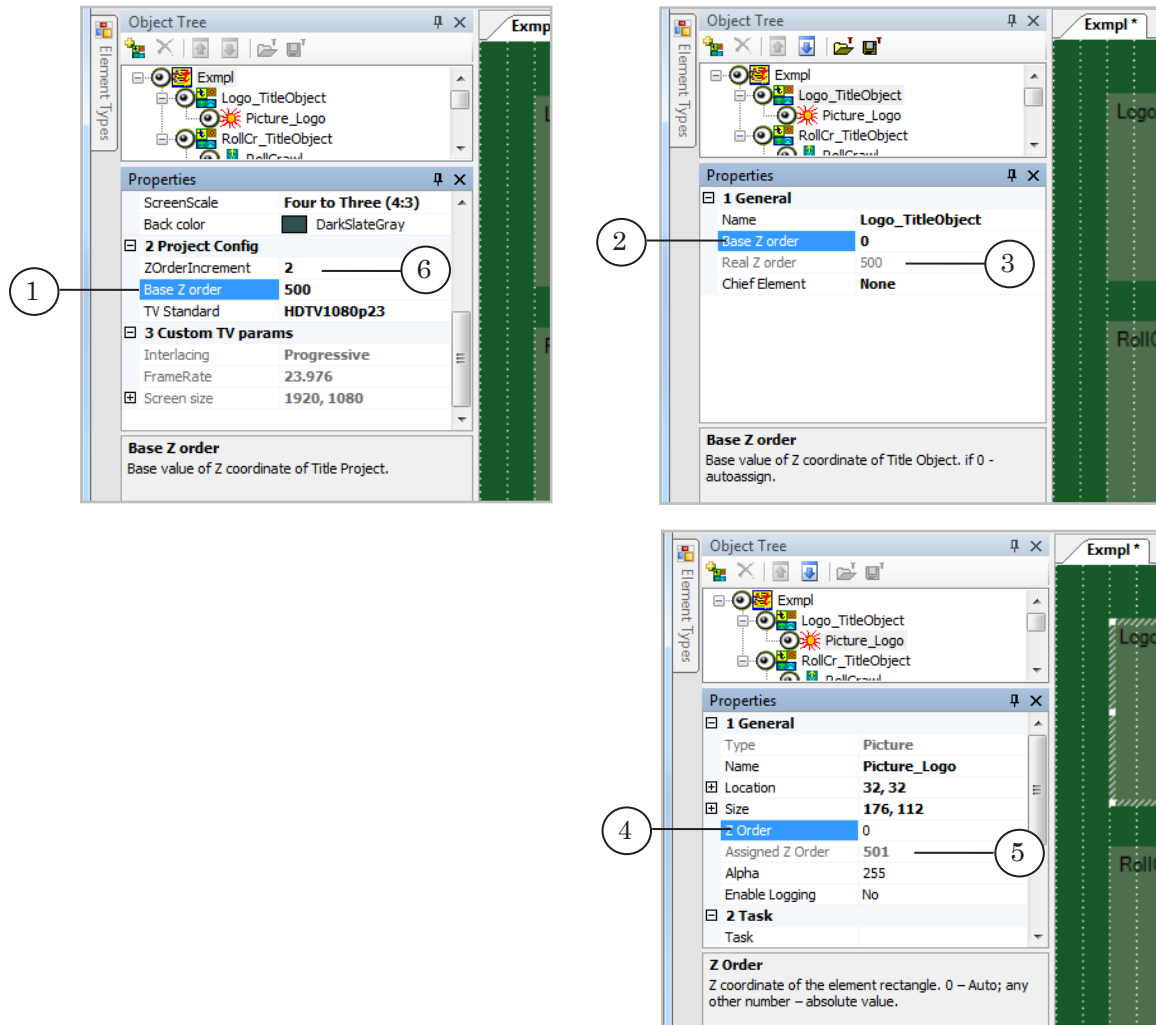 Object Tree
Exmp
Element Types
Exmpl
Logo_TitleObject
Picture_Logo
RollCr_TitleObject
RollCrawl
Properties
ScreenScale Four to Three (4:3)
Back color DarkSlateGray
2 Project Config
ZOrderIncrement 2
6
1
Base Z order 500
TV Standard HDTV1080p23
3 Custom TV params
Interlacing Progressive
FrameRate 23.976
Screen size 1920, 1080
Base Z order
Base value of Z coordinate of Title Project.
Object Tree
Exmpl *
Element Types
Exmpl
Logo_TitleObject
Picture_Logo
RollCr_TitleObject
RollCrawl
Logo
Properties
1 General
Name Logo_TitleObject
2
Base Z order 0
Real Z order 500
3
Chief Element None
RollC
Base Z order
Base value of Z coordinate of Title Object. if 0 -
autoassign.
Object Tree
Exmpl *
Element Types
Exmpl
Logo_TitleObject
Picture_Logo
RollCr_TitleObject
RollCrawl
Logo
Properties
1 General
Type Picture
Name Picture_Logo
Location 32, 32
Size 176, 112
4
Z Order 0
Assigned Z Order 501
5
Alpha 255
Enable Logging No
2 Task
Task
RollC
Z Order
Z coordinate of the element rectangle. 0 – Auto; any
other number – absolute value.